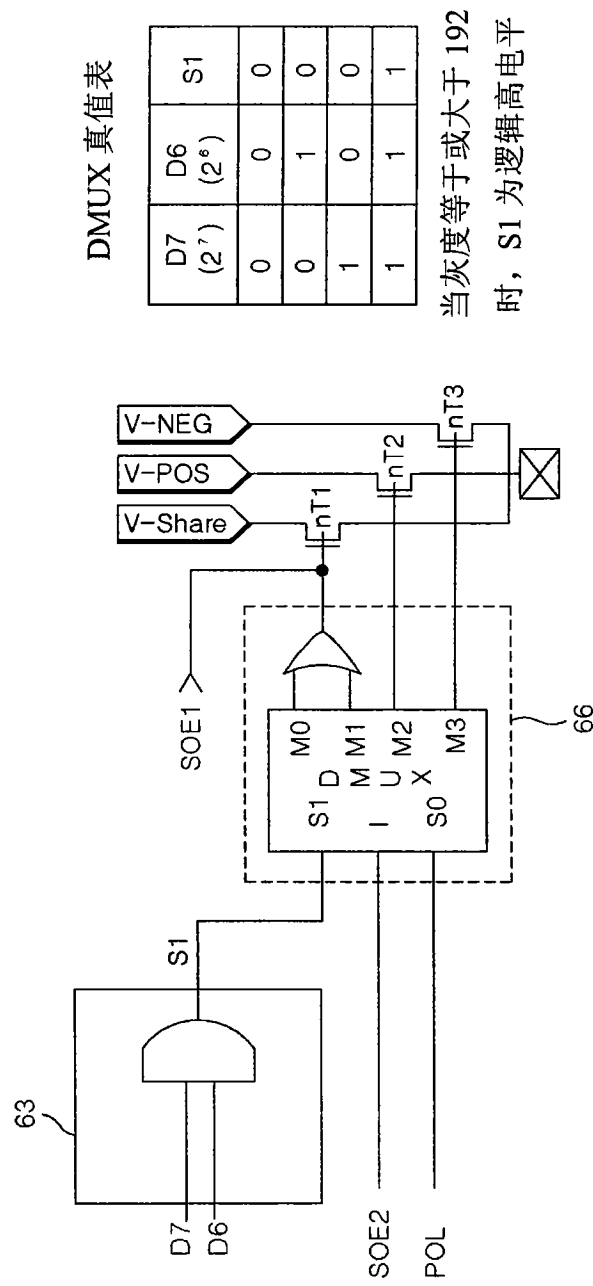 DMUX 真值表
D7 (2⁷) D6 (2⁶) S1
0 0 0
0 1 0
1 0 0
1 1 1
当灰度等于或大于 192
时，S1 为逻辑高电平
V-NEG
V-POS
V-Share
nT1
nT2
nT3
SOE1
63
D7
D6
S1
SOE2
POL
S1
I
S0
D
M
U
X
M0
M1
M2
M3
66